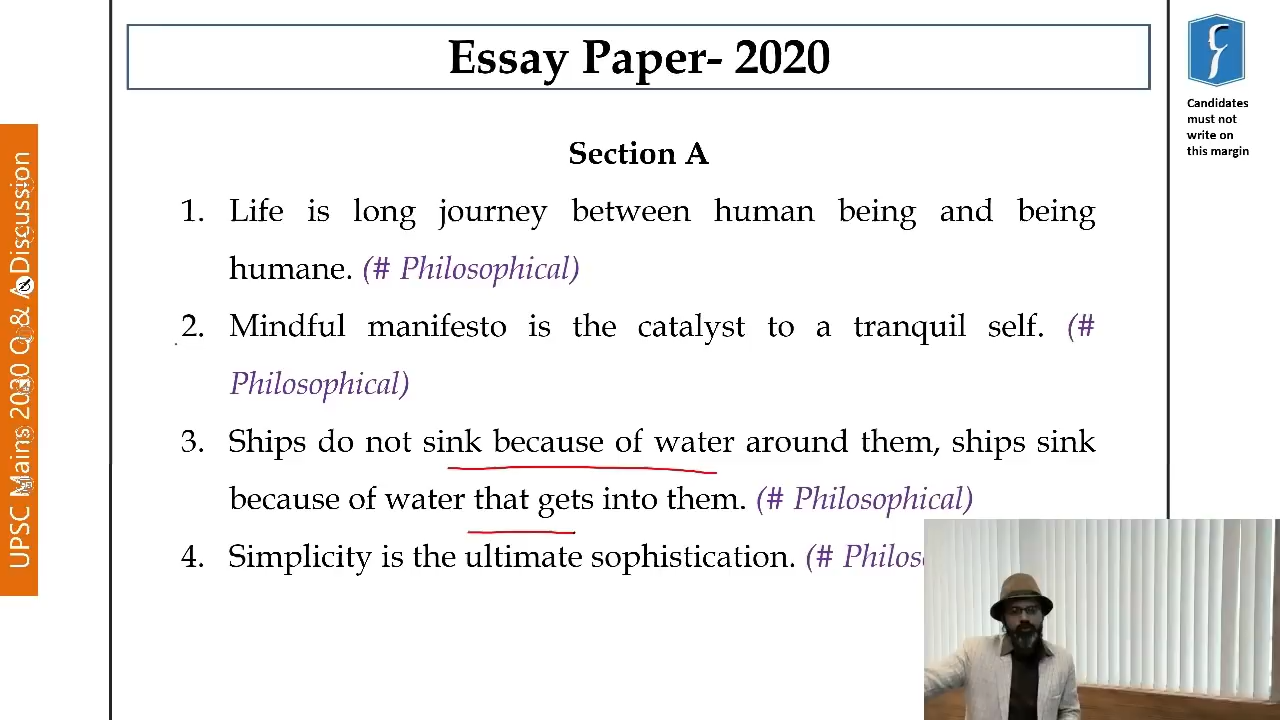 Essay Paper- 2020
Candidates
must not
write on
this margin
UPSC Mains 2020 Q & A Discussion
Section A
1. Life is long journey between human being and being
humane. (# Philosophical)
2. Mindful manifesto is the catalyst to a tranquil self. (#
Philosophical)
3. Ships do not sink because of water around them, ships sink
because of water that gets into them. (# Philosophical)
4. Simplicity is the ultimate sophistication. (#